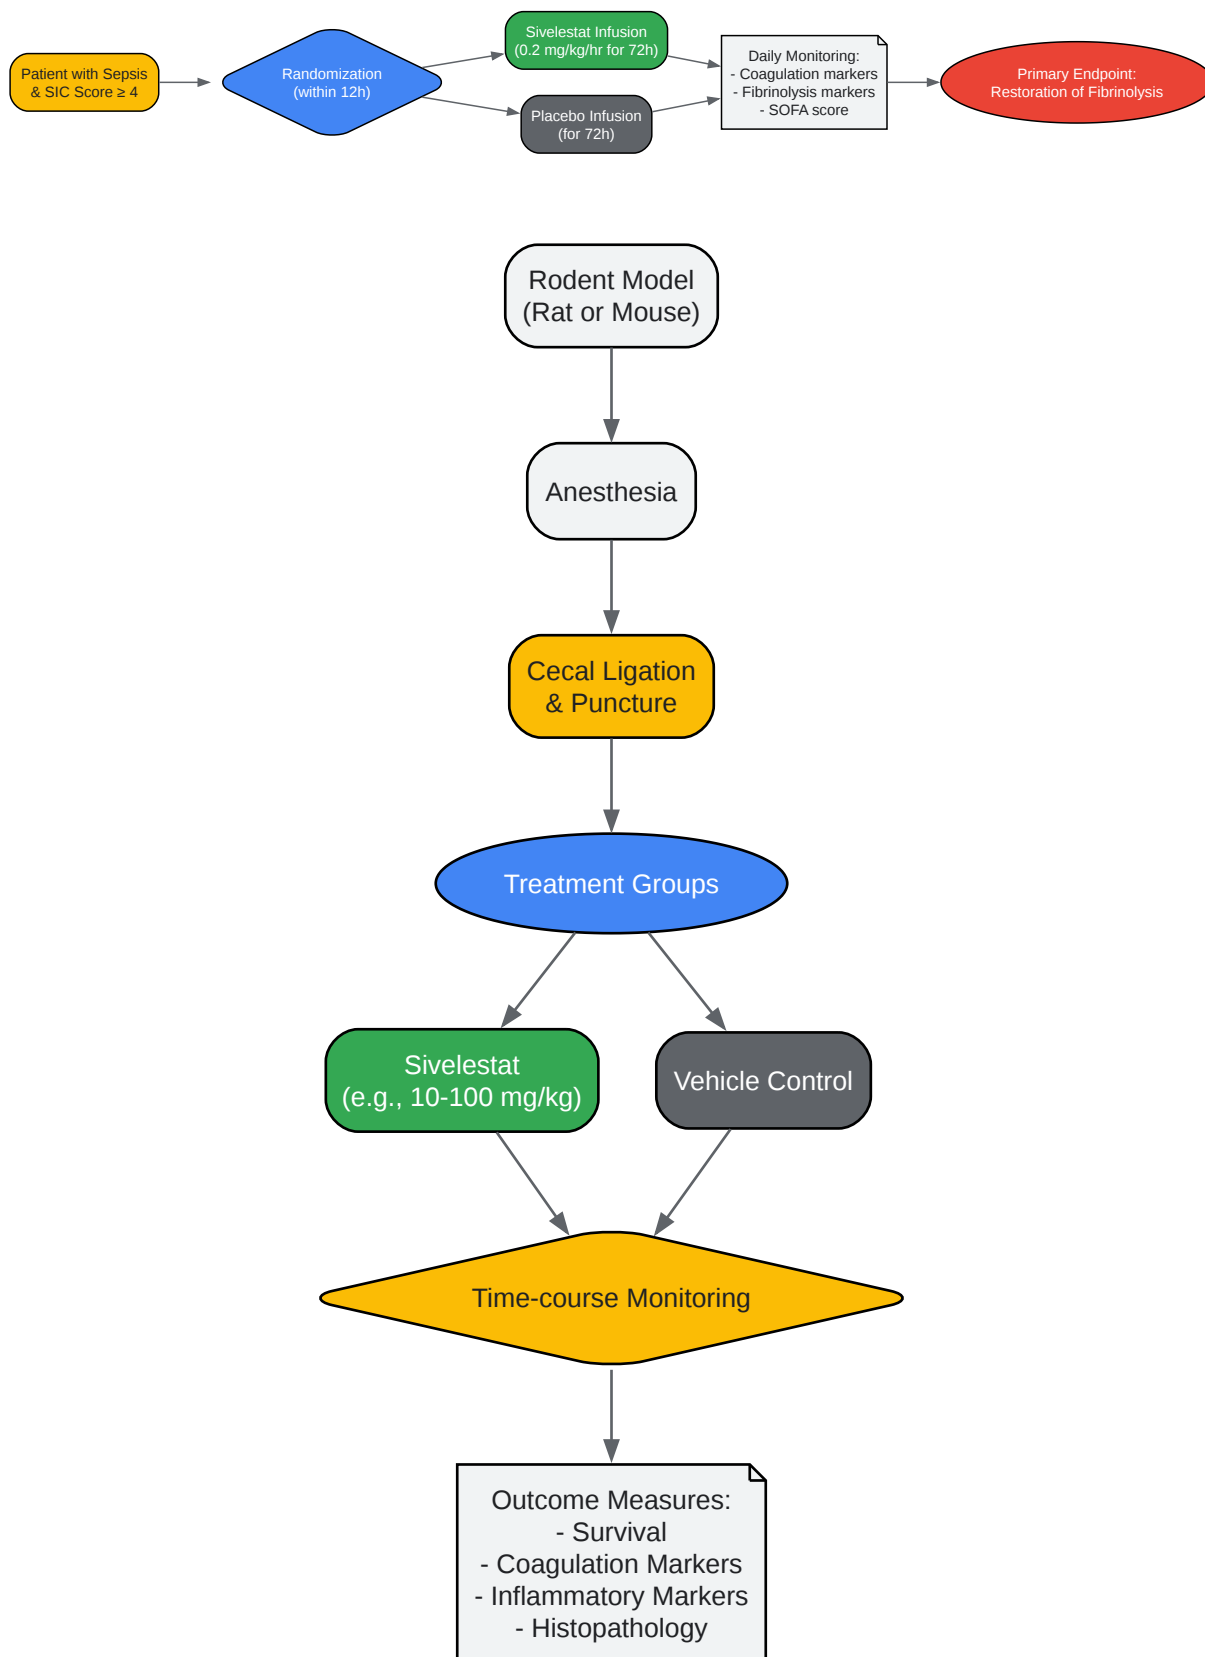 Patient with Sepsis
& SIC Score ≥ 4
Randomization
(within 12h)
Sivelestat Infusion
(0.2 mg/kg/hr for 72h)
Placebo Infusion
(for 72h)
Daily Monitoring:
- Coagulation markers
- Fibrinolysis markers
- SOFA score
Primary Endpoint:
Restoration of Fibrinolysis
Rodent Model
(Rat or Mouse)
Anesthesia
Cecal Ligation
& Puncture
Treatment Groups
Sivelestat
(e.g., 10-100 mg/kg)
Vehicle Control
Time-course Monitoring
Outcome Measures:
- Survival
- Coagulation Markers
- Inflammatory Markers
- Histopathology